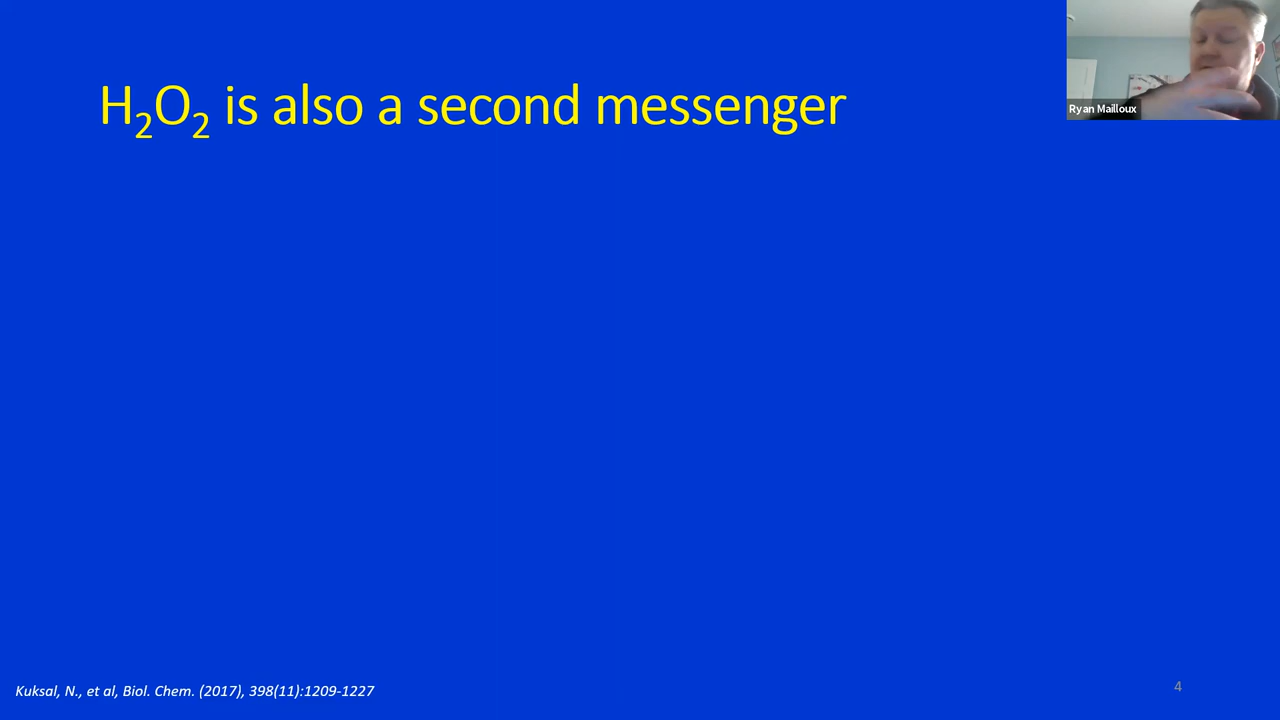 H₂O₂ is also a second messenger
Ryan Mailloux
Kuksal, N., et al, Biol. Chem. (2017), 398(11):1209-1227
4